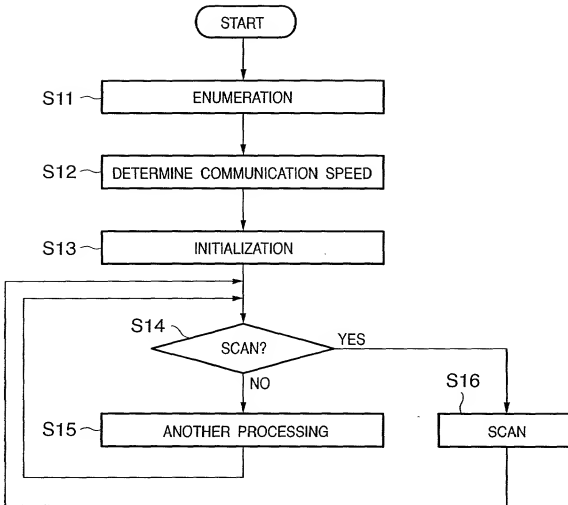 START
S11
ENUMERATION
S12
DETERMINE COMMUNICATION SPEED
S13
INITIALIZATION
S14
SCAN?
YES
NO
S16
S15
ANOTHER PROCESSING
SCAN